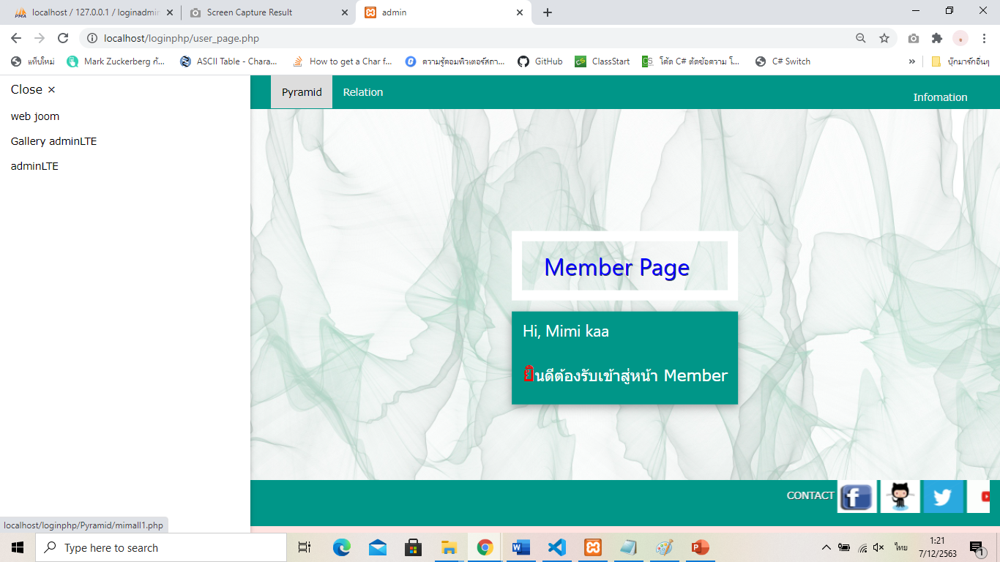 localhost / 127.0.0.1 / loginadmin
Screen Capture Result
admin
localhost/loginphp/user_page.php
แท็บใหม่
Mark Zuckerberg ก้...
ASCII Table - Chara...
How to get a Char f...
ความรู้คอมพิวเตอร์สถา...
GitHub
ClassStart
โค้ด C# ตัดข้อความ โ...
C# Switch
»
บุ๊กมาร์กอื่นๆ
Close ×
web joom
Gallery adminLTE
adminLTE
Pyramid
Relation
Infomation
Member Page
Hi, Mimi kaa
ยินดีต้องรับเข้าสู่หน้า Member
CONTACT
localhost/loginphp/Pyramid/mimall1.php
Type here to search
ไทย
1:21
7/12/2563
1